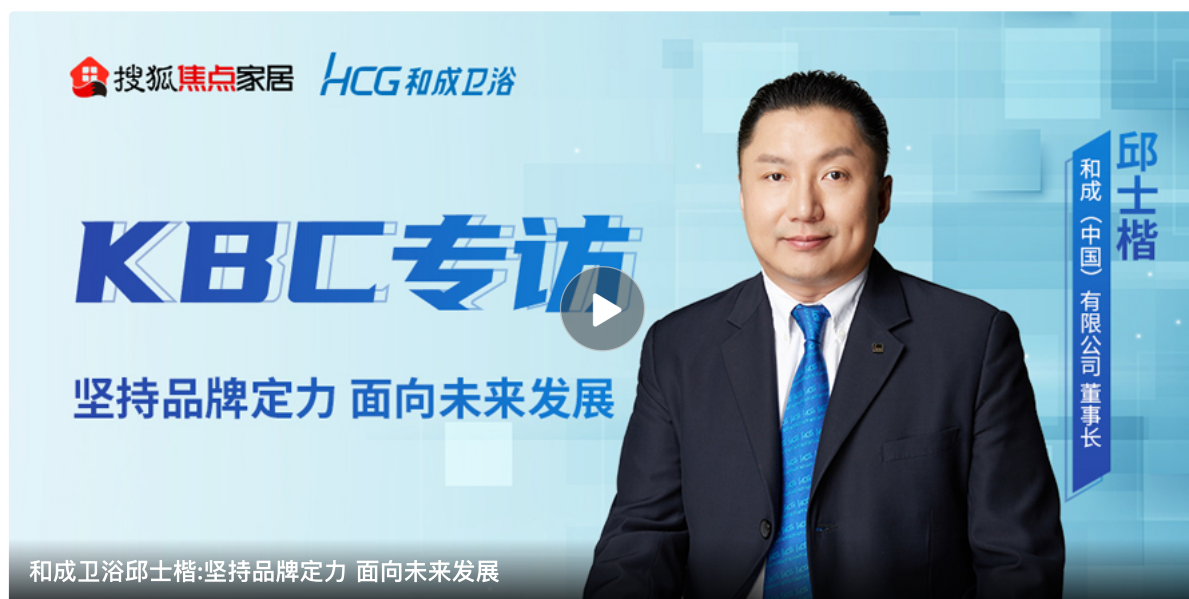 搜狐焦点家居 HCG和成卫浴
KBC专访
坚持品牌定力 面向未来发展
邱士楷
和成（中国）有限公司 董事长
和成卫浴邱士楷:坚持品牌定力 面向未来发展